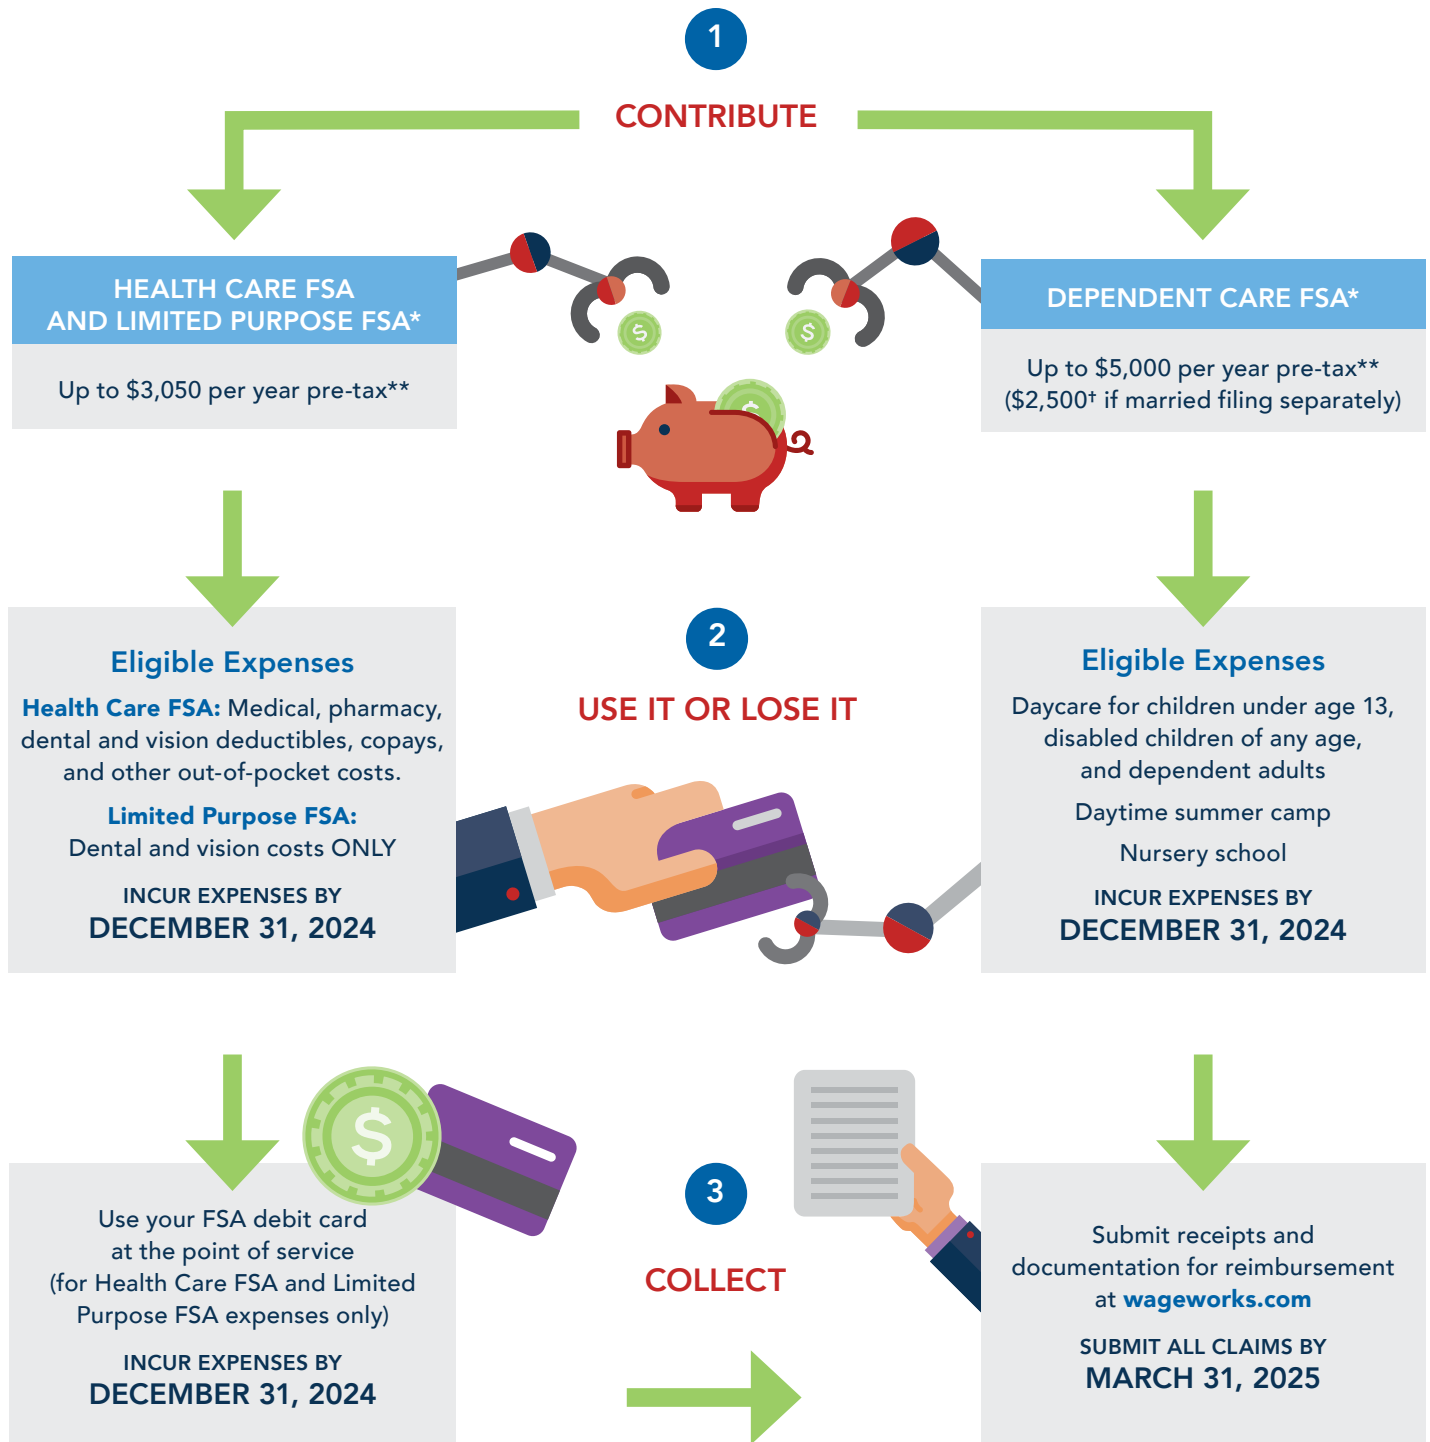 1
CONTRIBUTE
HEALTH CARE FSA
AND LIMITED PURPOSE FSA*
Up to $3,050 per year pre-tax**
DEPENDENT CARE FSA*
Up to $5,000 per year pre-tax**
($2,500† if married filing separately)
$
$
$
2
USE IT OR LOSE IT
Eligible Expenses
Health Care FSA: Medical, pharmacy,
dental and vision deductibles, copays,
and other out-of-pocket costs.
Limited Purpose FSA:
Dental and vision costs ONLY
INCUR EXPENSES BY
DECEMBER 31, 2024
Eligible Expenses
Daycare for children under age 13,
disabled children of any age,
and dependent adults
Daytime summer camp
Nursery school
INCUR EXPENSES BY
DECEMBER 31, 2024
3
COLLECT
$
Use your FSA debit card
at the point of service
(for Health Care FSA and Limited
Purpose FSA expenses only)
INCUR EXPENSES BY
DECEMBER 31, 2024
Submit receipts and
documentation for reimbursement
at wageworks.com
SUBMIT ALL CLAIMS BY
MARCH 31, 2025